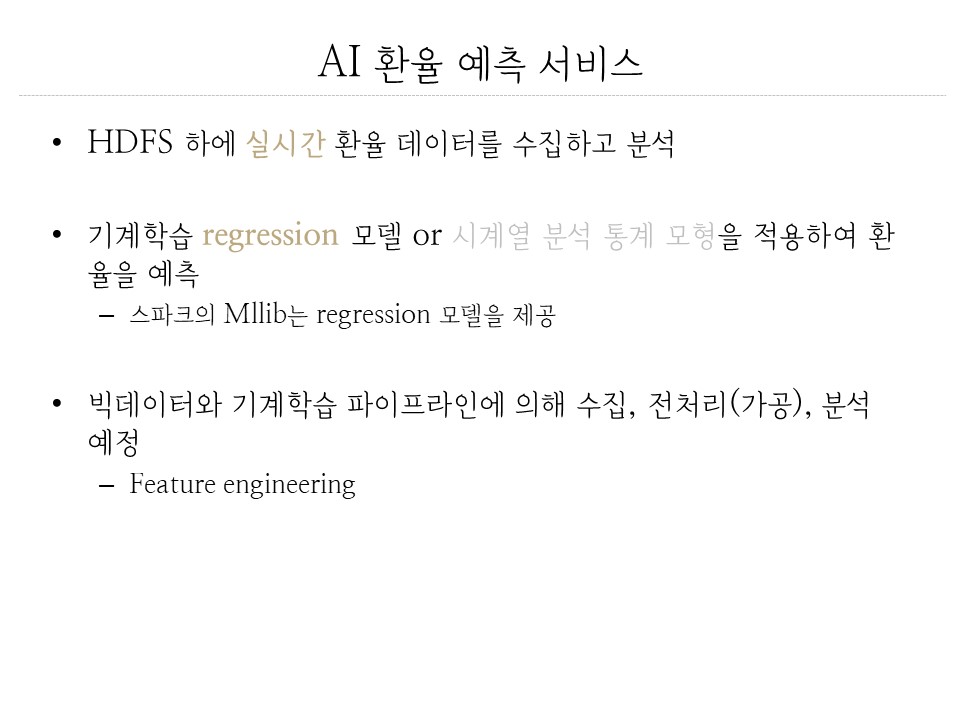 AI 환율 예측 서비스
• HDFS 하에 실시간 환율 데이터를 수집하고 분석
• 기계학습 regression 모델 or 시계열 분석 통계 모형을 적용하여 환
율을 예측
– 스파크의 Mllib는 regression 모델을 제공
• 빅데이터와 기계학습 파이프라인에 의해 수집, 전처리(가공), 분석
예정
– Feature engineering